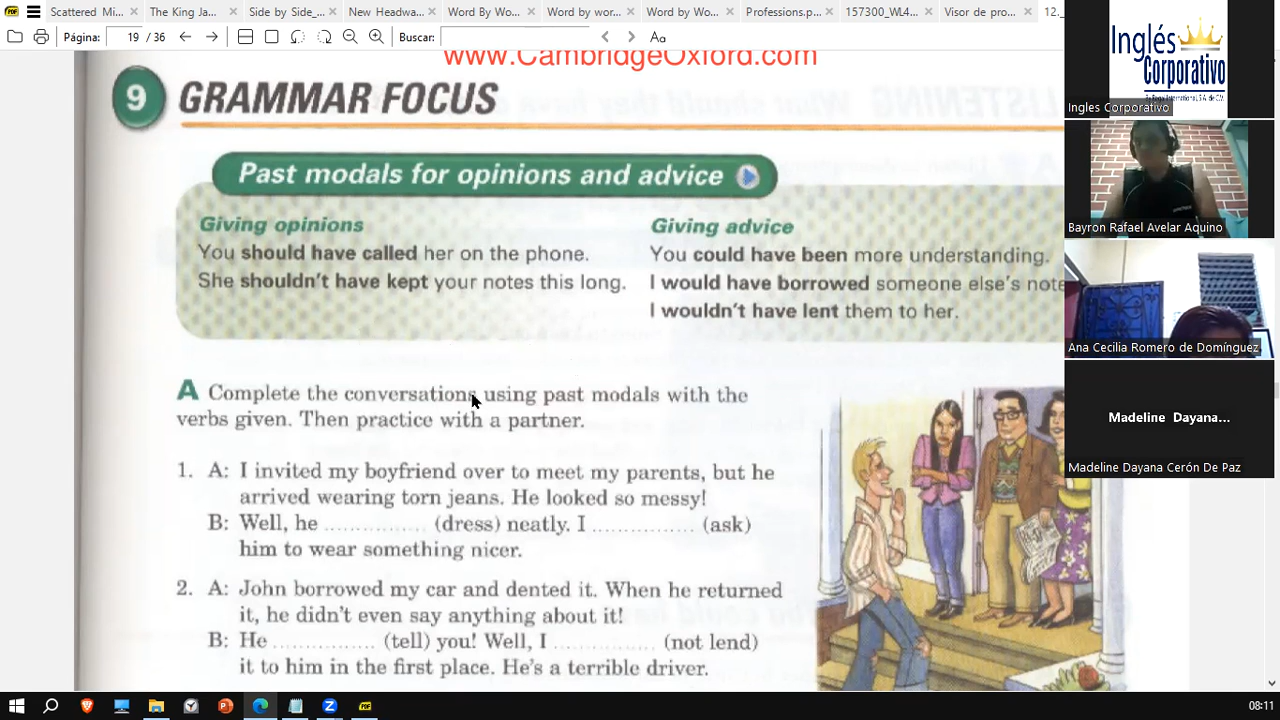 Scattered Mi...
The King Ja...
Side by Side_...
New Headwa...
Word By Wo...
Word by wor...
Word by Wo...
Professions.p...
157300_WL4...
Visor de pro...
12._
Página: 19 / 36
Buscar:
Aa
www.CambridgeOxford.com
9 GRAMMAR FOCUS
Past modals for opinions and advice
Giving opinions
You should have called her on the phone.
She shouldn't have kept your notes this long.
Giving advice
You could have been more understanding.
I would have borrowed someone else's note
I wouldn't have lent them to her.
A Complete the conversations using past modals with the
verbs given. Then practice with a partner.
1. A: I invited my boyfriend over to meet my parents, but he
arrived wearing torn jeans. He looked so messy!
B: Well, he ............... (dress) neatly. I ............... (ask)
him to wear something nicer.
2. A: John borrowed my car and dented it. When he returned
it, he didn't even say anything about it!
B: He ............... (tell) you! Well, I ............... (not lend)
it to him in the first place. He's a terrible driver.
Inglés
Corporativo
Ingles Corporativo
Bayron Rafael Avelar Aquino
Ana Cecilia Romero de Domínguez
Madeline Dayana...
Madeline Dayana Cerón De Paz
08:11